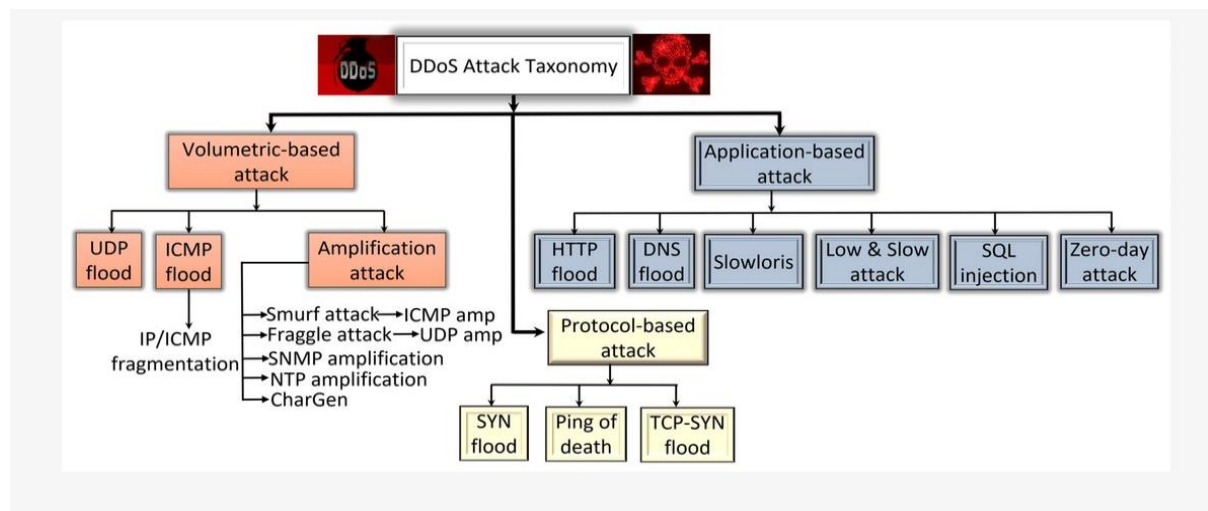 DDoS
DDoS Attack Taxonomy
Volumetric-based
attack
Application-based
attack
UDP
flood
ICMP
flood
Amplification
attack
HTTP
flood
DNS
flood
Slowloris
Low & Slow
attack
SQL
injection
Zero-day
attack
IP/ICMP
fragmentation
Smurf attack ICMP amp
Fraggle attack UDP amp
SNMP amplification
NTP amplification
CharGen
Protocol-based
attack
SYN
flood
Ping of
death
TCP-SYN
flood